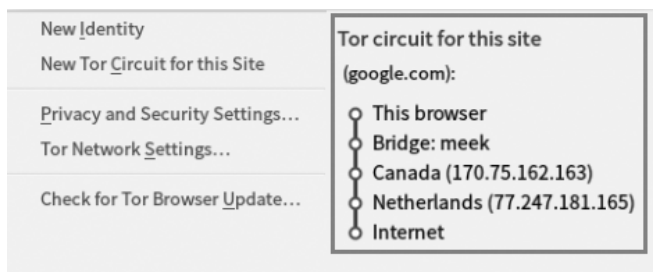 New Identity
New Tor Circuit for this Site
Privacy and Security Settings...
Tor Network Settings...
Check for Tor Browser Update...
Tor circuit for this site
(google.com):
This browser
Bridge: meek
Canada (170.75.162.163)
Netherlands (77.247.181.165)
Internet